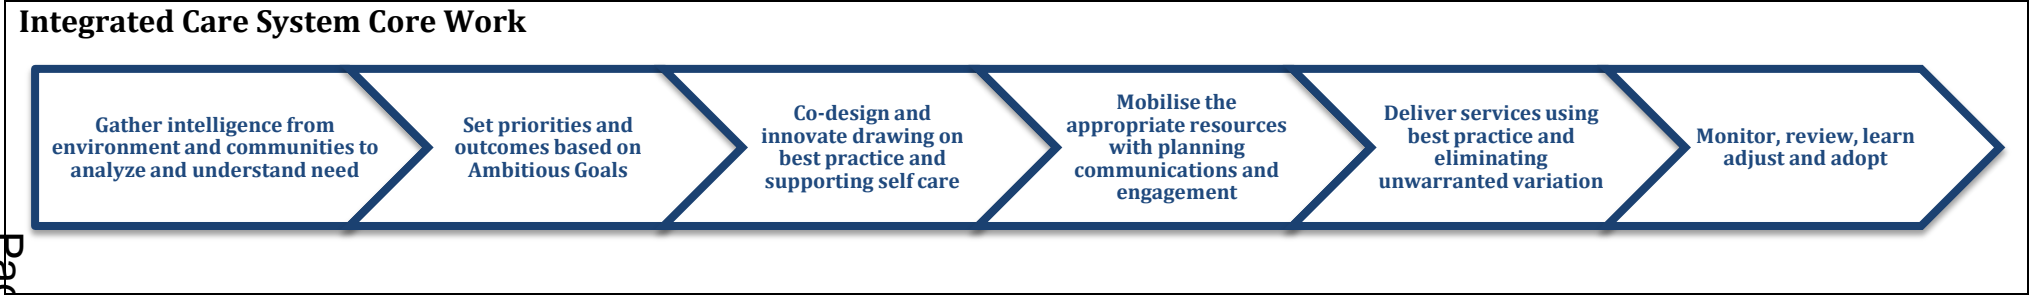 Integrated Care System Core Work
Gather intelligence from
environment and communities to
analyze and understand need
Set priorities and
outcomes based on
Ambitious Goals
Co-design and
innovate drawing on
best practice and
supporting self care
Mobilise the
appropriate resources
with planning
communications and
engagement
Deliver services using
best practice and
eliminating
unwarranted variation
Monitor, review, learn
adjust and adopt